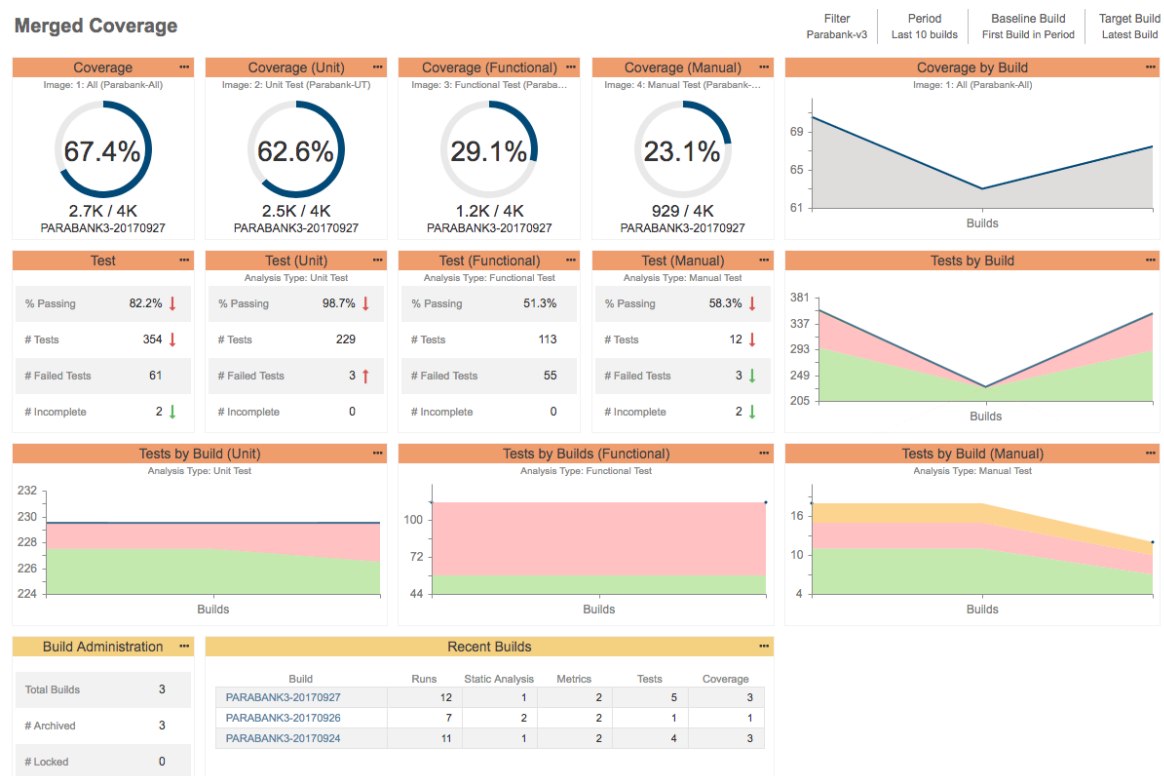 Merged Coverage
Filter Period Baseline Build Target Build
Parabank-v3 Last 10 builds First Build in Period Latest Build
Coverage ••• Coverage (Unit) ••• Coverage (Functional) ••• Coverage (Manual) ••• Coverage by Build •••
Image: 1: All (Parabank-All) Image: 2: Unit Test (Parabank-UT) Image: 3: Functional Test (Paraba... Image: 4: Manual Test (Parabank-... Image: 1: All (Parabank-All)
69
67.4% 62.6% 29.1% 23.1%
65
2.7K / 4K 2.5K / 4K 1.2K / 4K 929 / 4K 61
PARABANK3-20170927 PARABANK3-20170927 PARABANK3-20170927 PARABANK3-20170927 Builds
Test ••• Test (Unit) ••• Test (Functional) ••• Test (Manual) ••• Tests by Build •••
Analysis Type: Unit Test Analysis Type: Functional Test Analysis Type: Manual Test
% Passing 82.2% ↓ % Passing 98.7% ↓ % Passing 51.3% % Passing 58.3% ↓ 381
337
# Tests 354 ↓ # Tests 229 # Tests 113 # Tests 12 ↓ 293
# Failed Tests 61 # Failed Tests 3 ↑ # Failed Tests 55 # Failed Tests 3 ↓ 249
205
# Incomplete 2 ↓ # Incomplete 0 # Incomplete 0 # Incomplete 2 ↓ Builds
Tests by Build (Unit) ••• Tests by Builds (Functional) ••• Tests by Build (Manual) •••
Analysis Type: Unit Test Analysis Type: Functional Test Analysis Type: Manual Test
232
230 100 16
228
226 72 10
224 44 4
Builds Builds Builds
Build Administration ••• Recent Builds •••
Build Runs Static Analysis Metrics Tests Coverage
Total Builds 3 PARABANK3-20170927 12 1 2 5 3
# Archived 3 PARABANK3-20170926 7 2 2 1 1
PARABANK3-20170924 11 1 2 4 3
# Locked 0